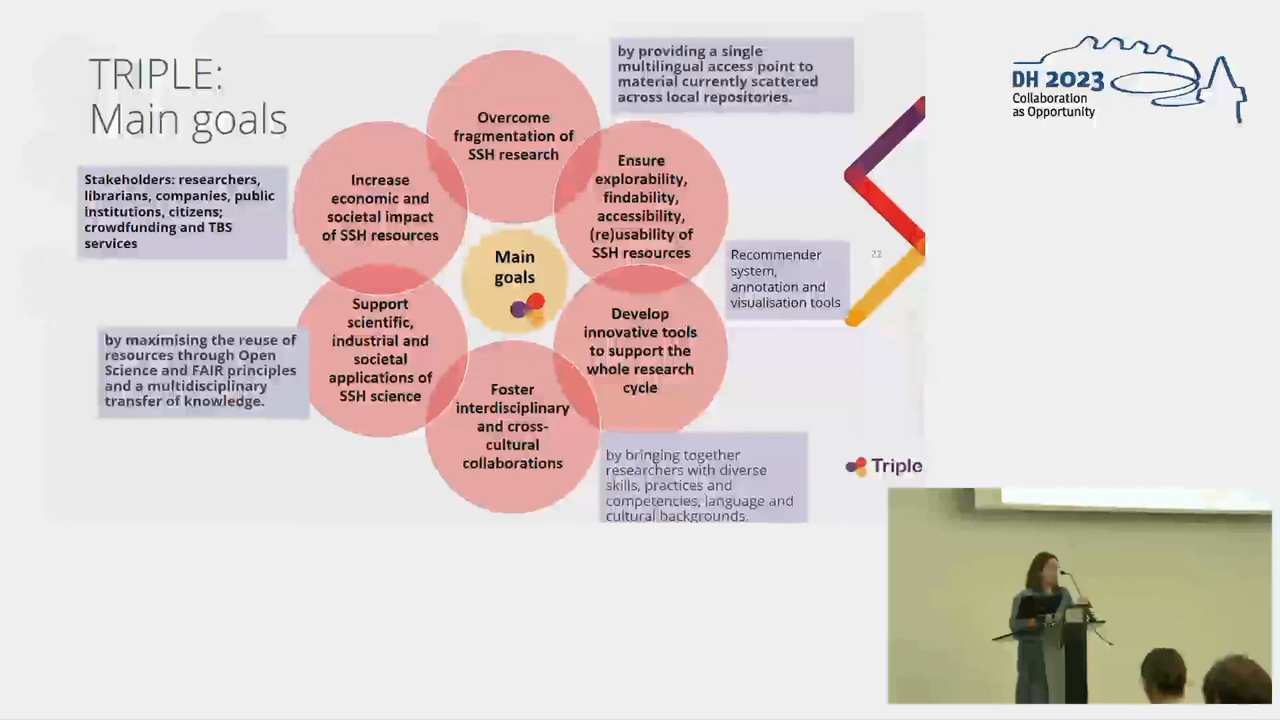 TRIPLE:
Main goals
by providing a single
multilingual access point to
material currently scattered
across local repositories.
DH 2023
Collaboration
as Opportunity
Overcome
fragmentation of
SSH research
Ensure
explorability,
findability,
accessibility,
(re)usability of
SSH resources
Stakeholders: researchers,
librarians, companies, public
institutions, citizens;
crowdfunding and TBS
services
Increase
economic and
societal impact
of SSH resources
Main
goals
Recommender
system,
annotation and
visualisation tools
22
Support
scientific,
industrial and
societal
applications of
SSH science
Develop
innovative tools
to support the
whole research
cycle
by maximising the reuse of
resources through Open
Science and FAIR principles
and a multidisciplinary
transfer of knowledge.
Foster
interdisciplinary
and cross-
cultural
collaborations
by bringing together
researchers with diverse
skills, practices and
competencies, language and
cultural backgrounds.
Triple